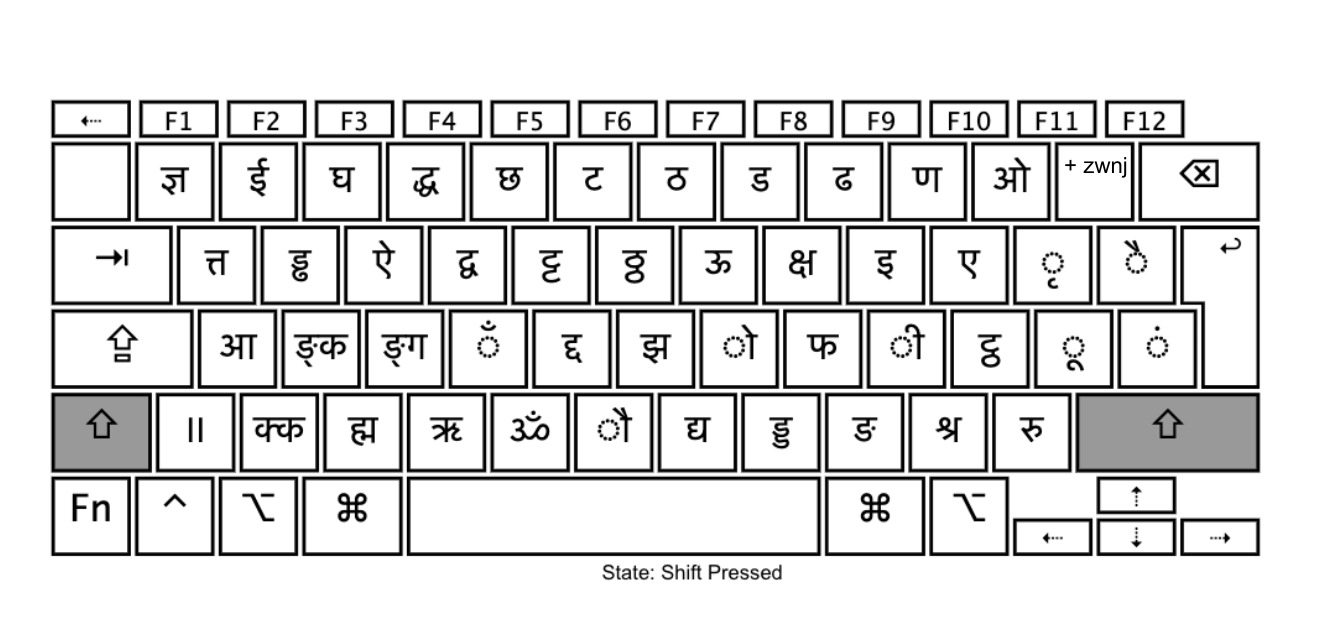 F1 F2 F3 F4 F5 F6 F7 F8 F9 F10 F11 F12
ज्ञ ई घ द्ध छ ट ठ ड ढ ण ओ + zwnj
त्त ड्ढ ऐ द्व ट्ट ठ्ठ ऊ क्ष इ ए ृ ै
आ ङ्क ङ्ग ँ द्द झ ो फ ी ट्ठ ू ं
॥ क्क ह्म ऋ ॐ ौ द्य ड्ड ङ श्र रु
Fn ^ ⌥ ⌘ ⌘ ⌥
State: Shift Pressed